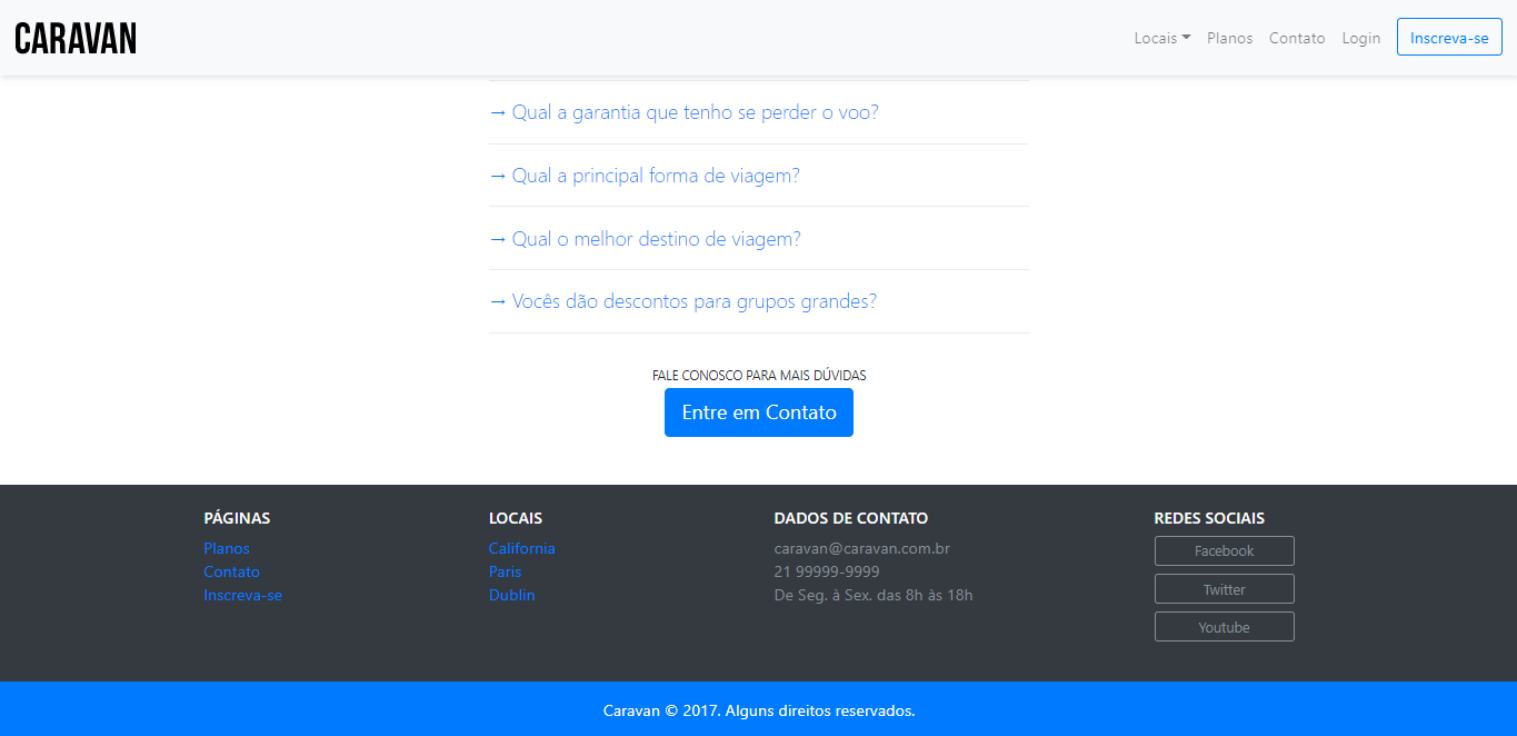 CARAVAN
Locais Planos Contato Login Inscreva-se
→ Qual a garantia que tenho se perder o voo?
→ Qual a principal forma de viagem?
→ Qual o melhor destino de viagem?
→ Vocês dão descontos para grupos grandes?
FALE CONOSCO PARA MAIS DÚVIDAS
Entre em Contato
PÁGINAS
Planos
Contato
Inscreva-se
LOCAIS
California
Paris
Dublin
DADOS DE CONTATO
caravan@caravan.com.br
21 99999-9999
De Seg. à Sex. das 8h às 18h
REDES SOCIAIS
Facebook
Twitter
Youtube
Caravan © 2017. Alguns direitos reservados.